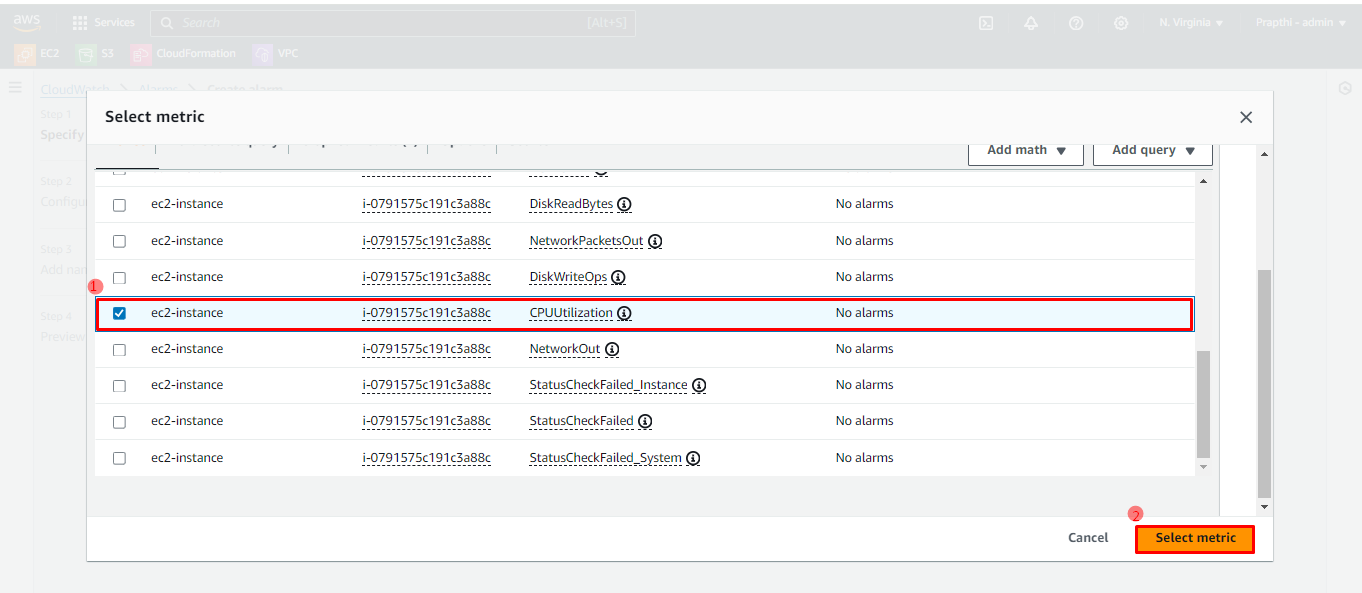 aws Services Search [Alt+S] N. Virginia Prapthi - admin
EC2 S3 CloudFormation VPC
CloudWatch Alarms Create alarm
Step 1
Specify
Step 2
Configu
Step 3
Add nam
Step 4
Preview
Select metric
Add math Add query
ec2-instance i-0791575c191c3a88c DiskReadBytes No alarms
ec2-instance i-0791575c191c3a88c NetworkPacketsOut No alarms
ec2-instance i-0791575c191c3a88c DiskWriteOps No alarms
1
ec2-instance i-0791575c191c3a88c CPUUtilization No alarms
ec2-instance i-0791575c191c3a88c NetworkOut No alarms
ec2-instance i-0791575c191c3a88c StatusCheckFailed_Instance No alarms
ec2-instance i-0791575c191c3a88c StatusCheckFailed No alarms
ec2-instance i-0791575c191c3a88c StatusCheckFailed_System No alarms
2
Cancel Select metric